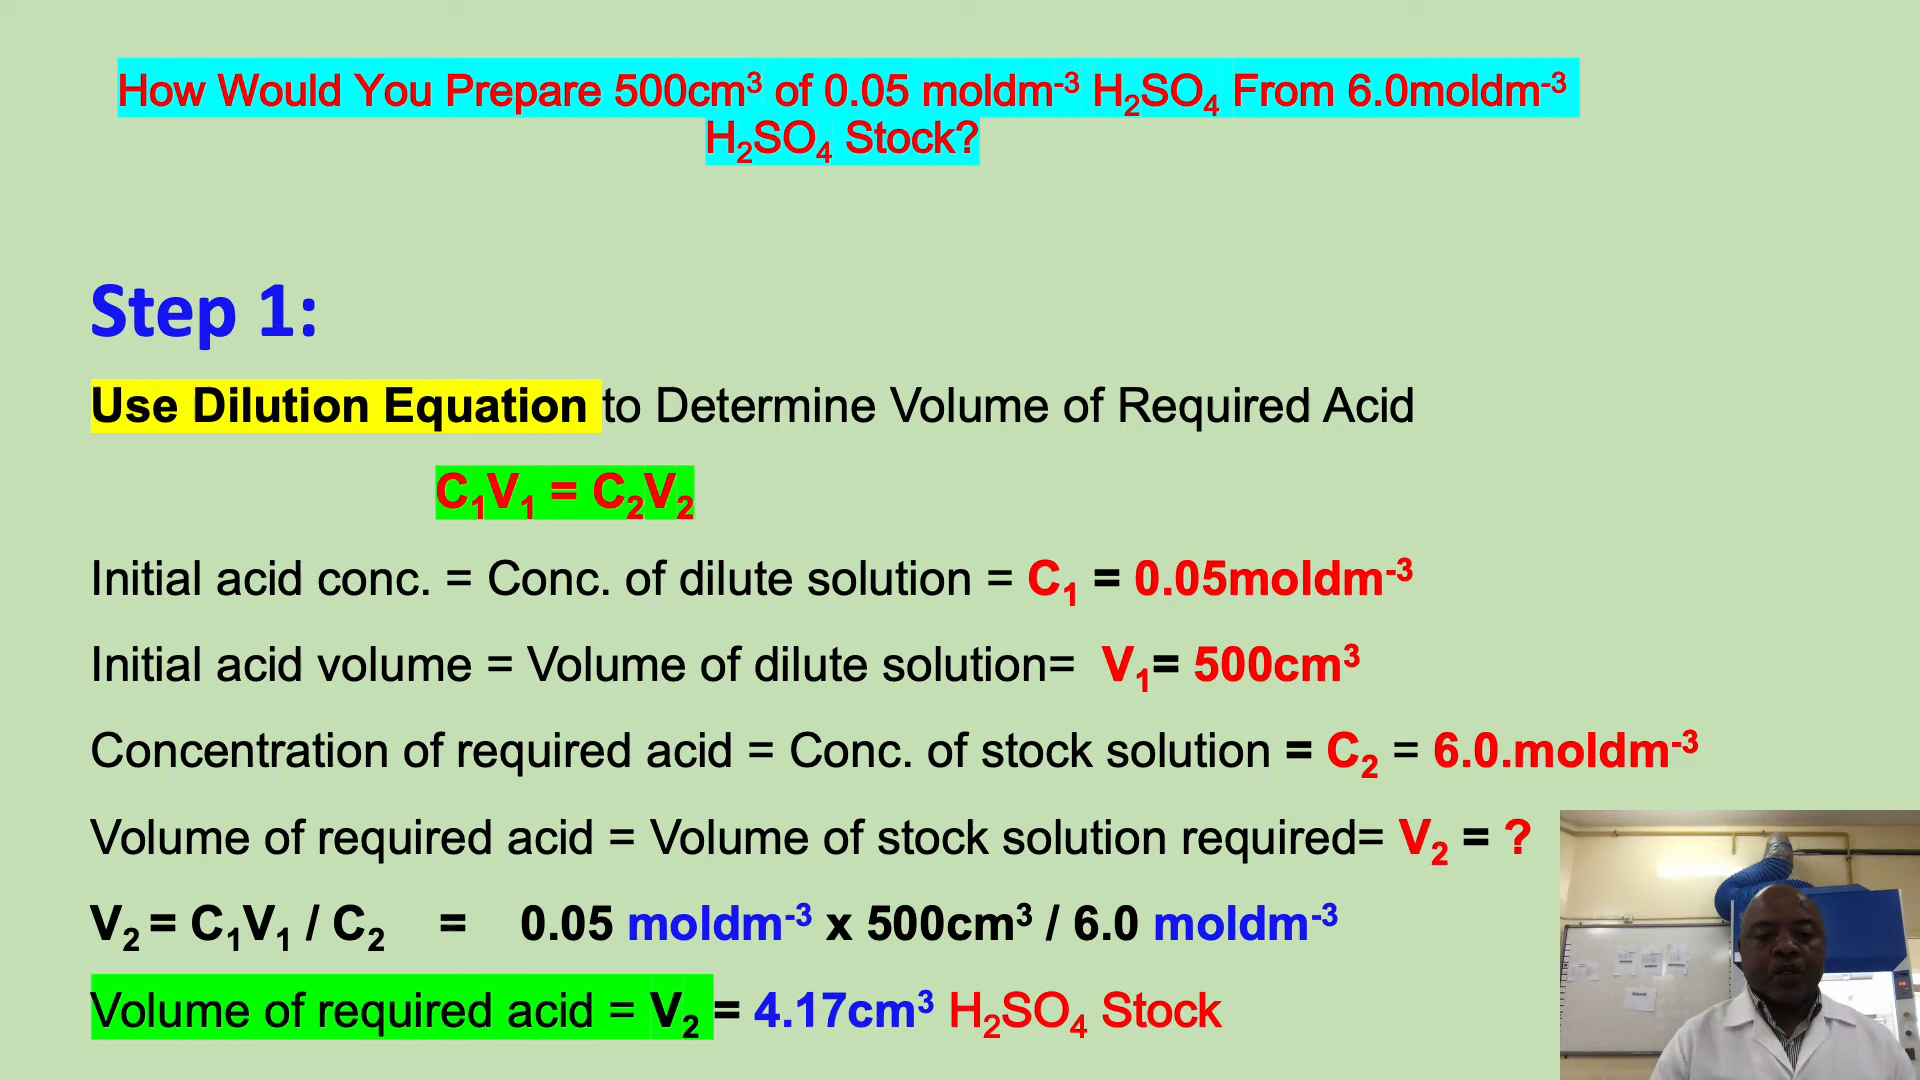 How Would You Prepare 500cm³ of 0.05 moldm⁻³ H₂SO₄ From 6.0moldm⁻³
H₂SO₄ Stock?
Step 1:
Use Dilution Equation to Determine Volume of Required Acid
C₁V₁ = C₂V₂
Initial acid conc. = Conc. of dilute solution = C₁ = 0.05moldm⁻³
Initial acid volume = Volume of dilute solution= V₁= 500cm³
Concentration of required acid = Conc. of stock solution = C₂ = 6.0.moldm⁻³
Volume of required acid = Volume of stock solution required= V₂ = ?
V₂ = C₁V₁ / C₂ = 0.05 moldm⁻³ x 500cm³ / 6.0 moldm⁻³
Volume of required acid = V₂ = 4.17cm³ H₂SO₄ Stock